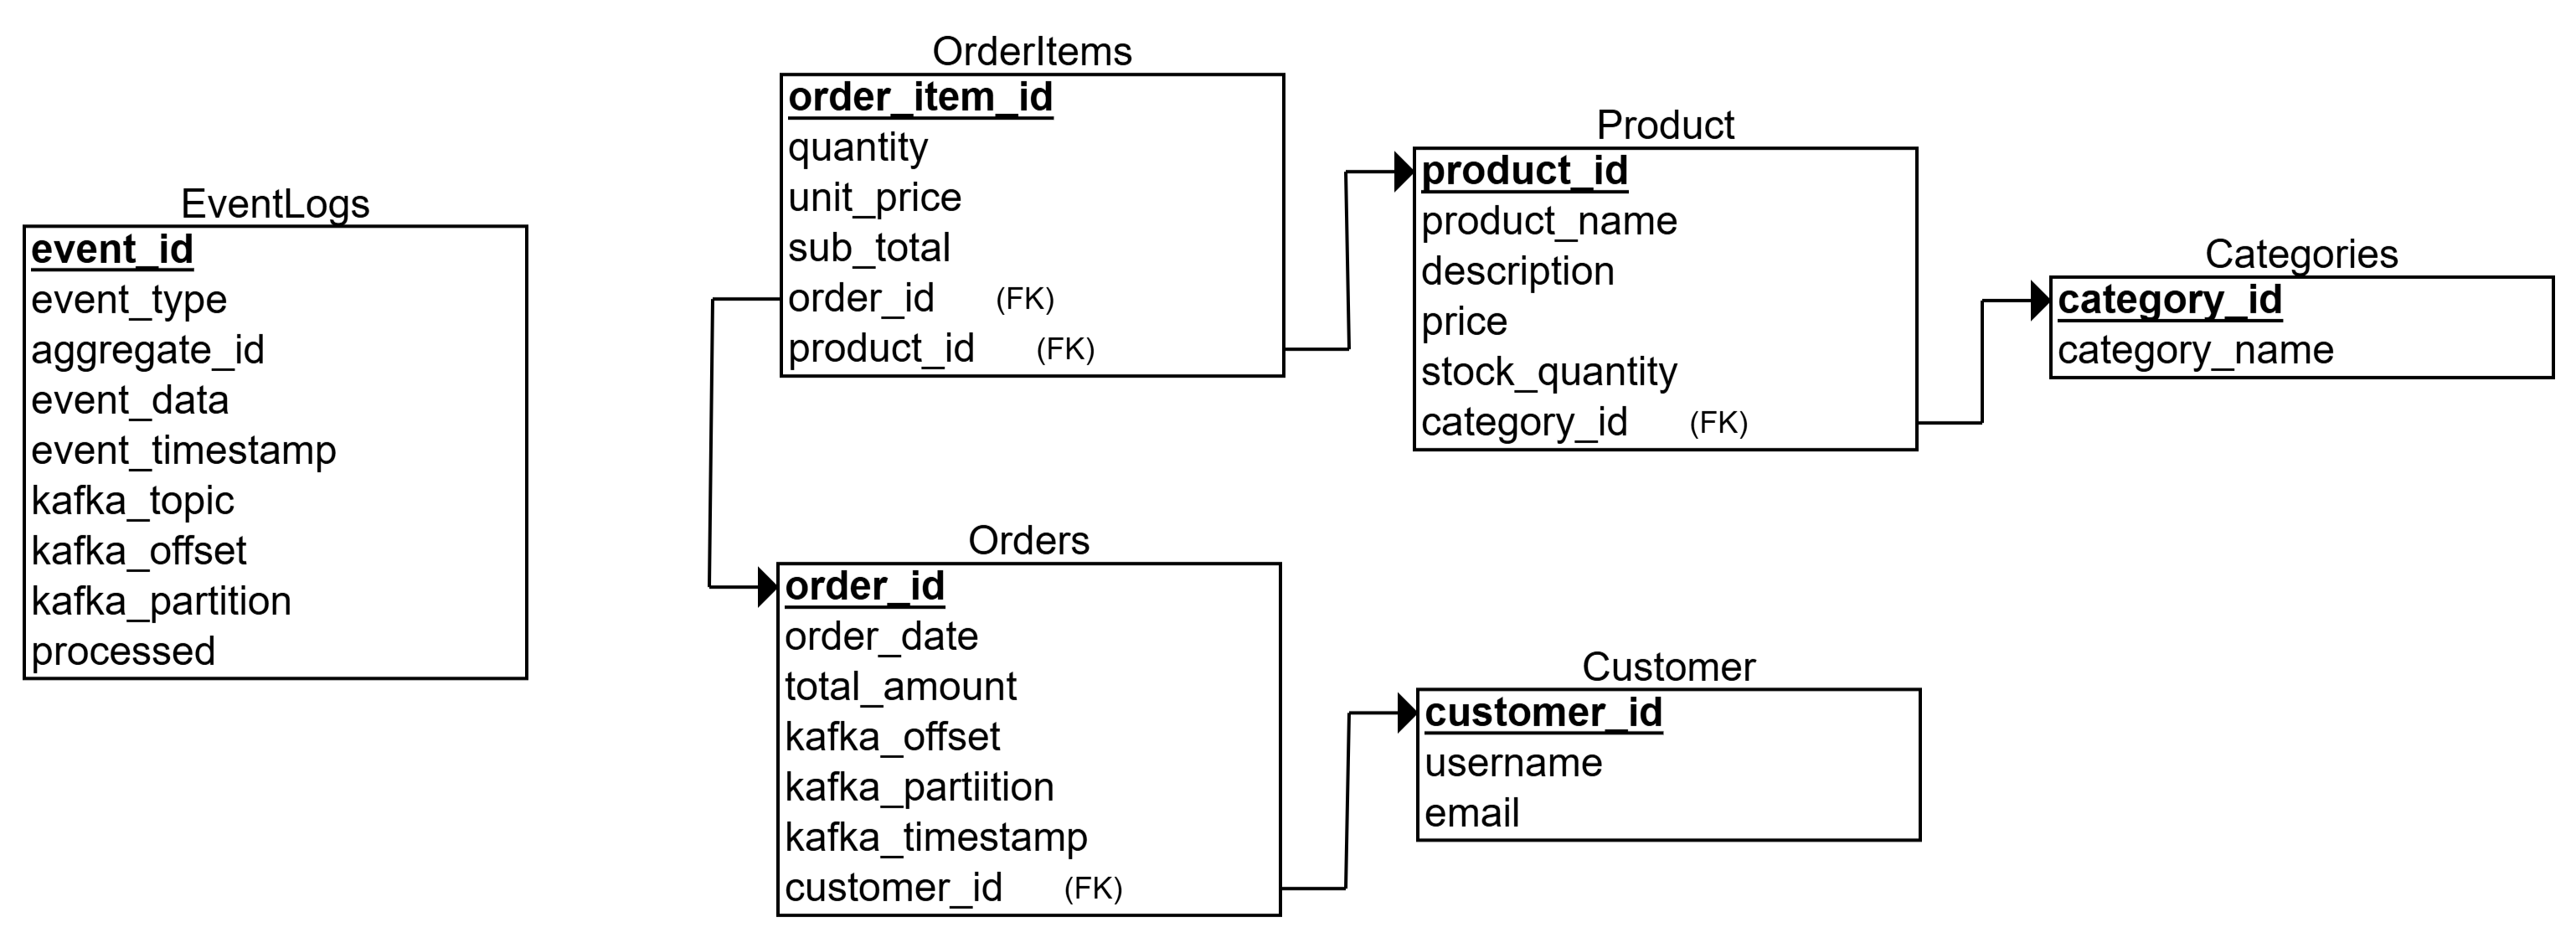 EventLogs
event_id
event_type
aggregate_id
event_data
event_timestamp
kafka_topic
kafka_offset
kafka_partition
processed
OrderItems
order_item_id
quantity
unit_price
sub_total
order_id (FK)
product_id (FK)
Orders
order_id
order_date
total_amount
kafka_offset
kafka_partiition
kafka_timestamp
customer_id (FK)
Product
product_id
product_name
description
price
stock_quantity
category_id (FK)
Customer
customer_id
username
email
Categories
category_id
category_name